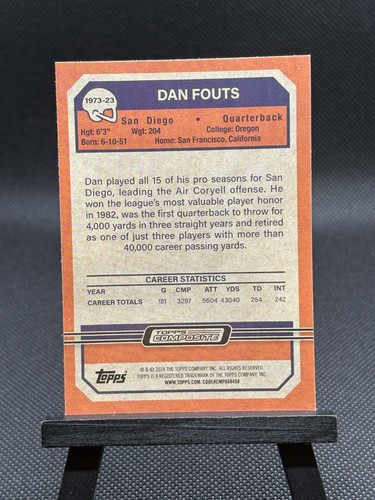 1973-23
DAN FOUTS
San Diego • Quarterback
Hgt: 6'3" Wgt: 204 College: Oregon
Born: 6-10-51 Home: San Francisco, California
Dan played all 15 of his pro seasons for San
Diego, leading the Air Coryell offense. He
won the league's most valuable player honor
in 1982, was the first quarterback to throw for
4,000 yards in three straight years and retired
as one of just three players with more than
40,000 career passing yards.
CAREER STATISTICS
YEAR G CMP ATT YDS TD INT
CAREER TOTALS 181 3297 5604 43040 254 242
TOPPS
COMPOSITE
Topps
® & © 2024 THE TOPPS COMPANY, INC. ALL RIGHTS RESERVED.
TOPPS IS A REGISTERED TRADEMARK OF THE TOPPS COMPANY, INC.
WWW.TOPPS.COM CODE#CMP088458